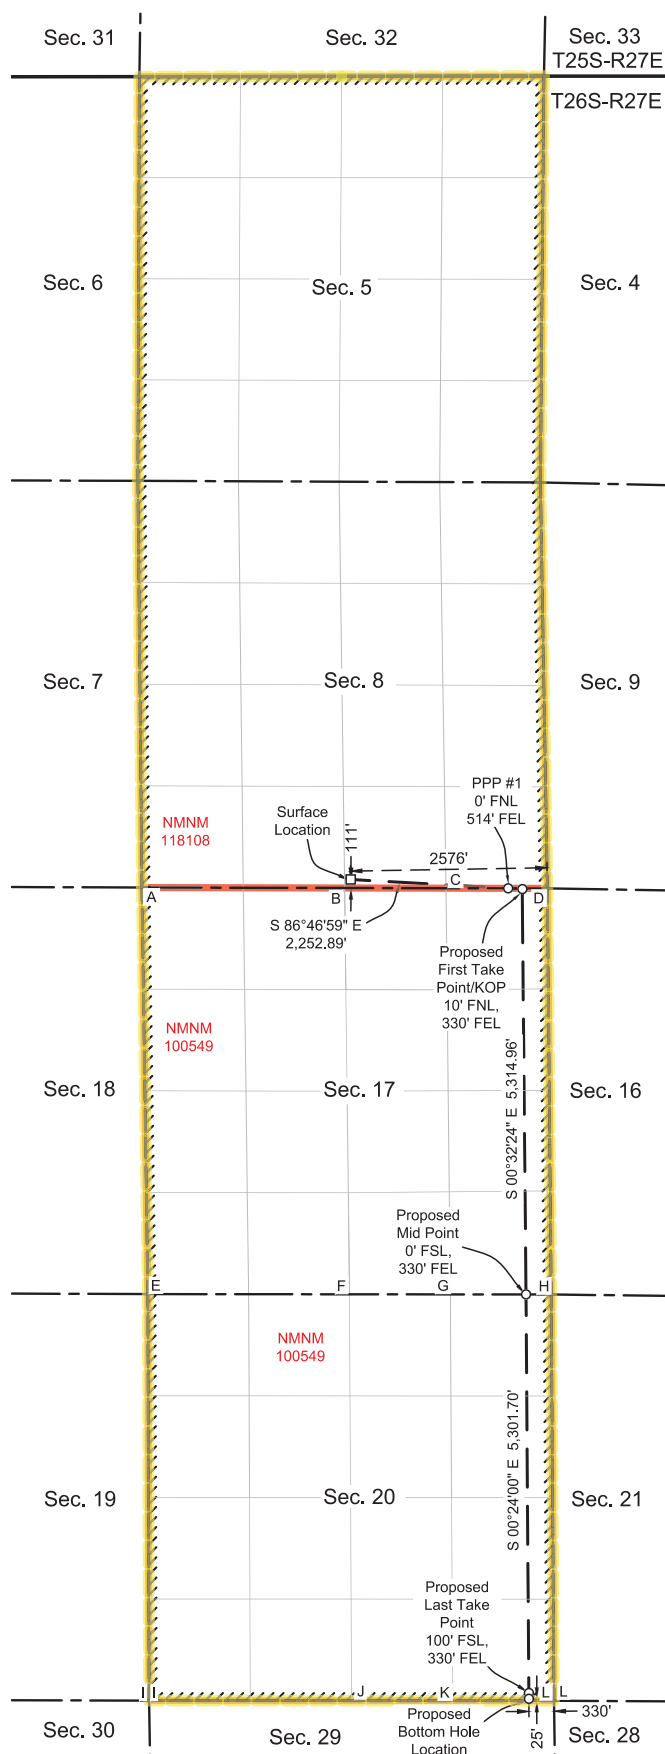 Sec. 31
Sec. 32
Sec. 33
T25S-R27E
T26S-R27E
Sec. 6
Sec. 5
Sec. 4
Sec. 7
Sec. 8
Sec. 9
PPP #1
0' FNL
514' FEL
Surface
Location
111'
NMNM
118108
2576'
A
B
C
D
S 86°46'59" E
2,252.89'
Proposed
First Take
Point/KOP
10' FNL,
330' FEL
NMNM
100549
S 00°32'24" E 5,314.96'
Sec. 18
Sec. 17
Sec. 16
Proposed
Mid Point
0' FSL,
330' FEL
E
F
G
H
NMNM
100549
S 00°24'00" E 5,301.70'
Sec. 19
Sec. 20
Sec. 21
Proposed
Last Take
Point
100' FSL,
330' FEL
I
I
J
K
L
L
Sec. 30
Sec. 29
Proposed
Bottom Hole
Location
25'
330'
Sec. 28